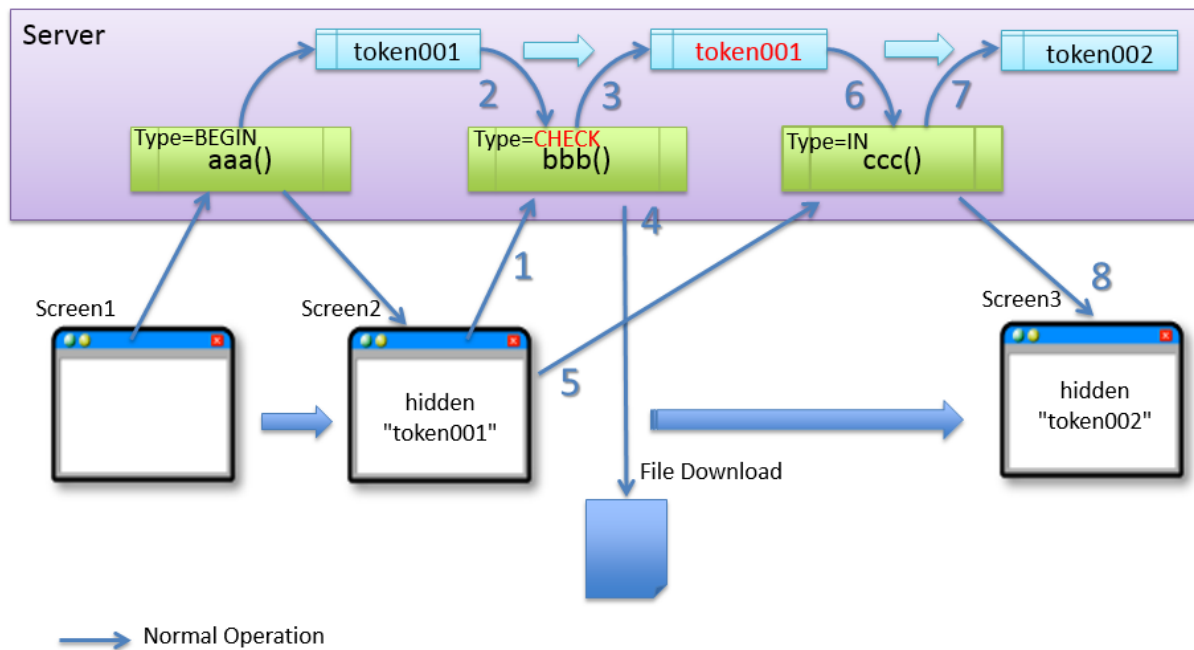 Server
token001
token001
token002
2
3
6
7
Type=BEGIN
aaa()
Type=CHECK
bbb()
Type=IN
ccc()
4
1
5
8
Screen1
Screen2
Screen3
hidden
"token001"
hidden
"token002"
File Download
Normal Operation